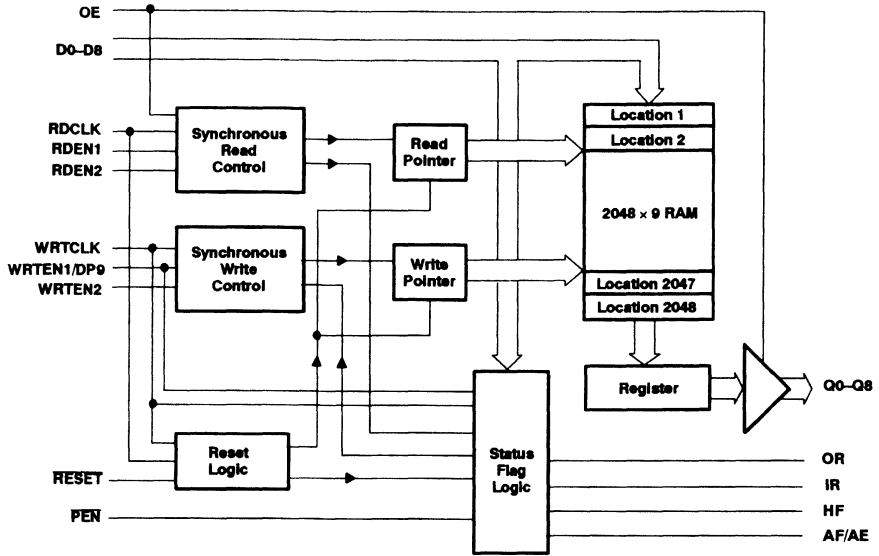 OE
D0–D8
RDCLK
RDEN1
RDEN2
Synchronous
Read
Control
Read
Pointer
Location 1
Location 2
2048 × 9 RAM
Location 2047
Location 2048
WRTCLK
WRTEN1/DP9
WRTEN2
Synchronous
Write
Control
Write
Pointer
Register
Q0–Q8
Reset
Logic
RESET
PEN
Status
Flag
Logic
OR
IR
HF
AF/AE